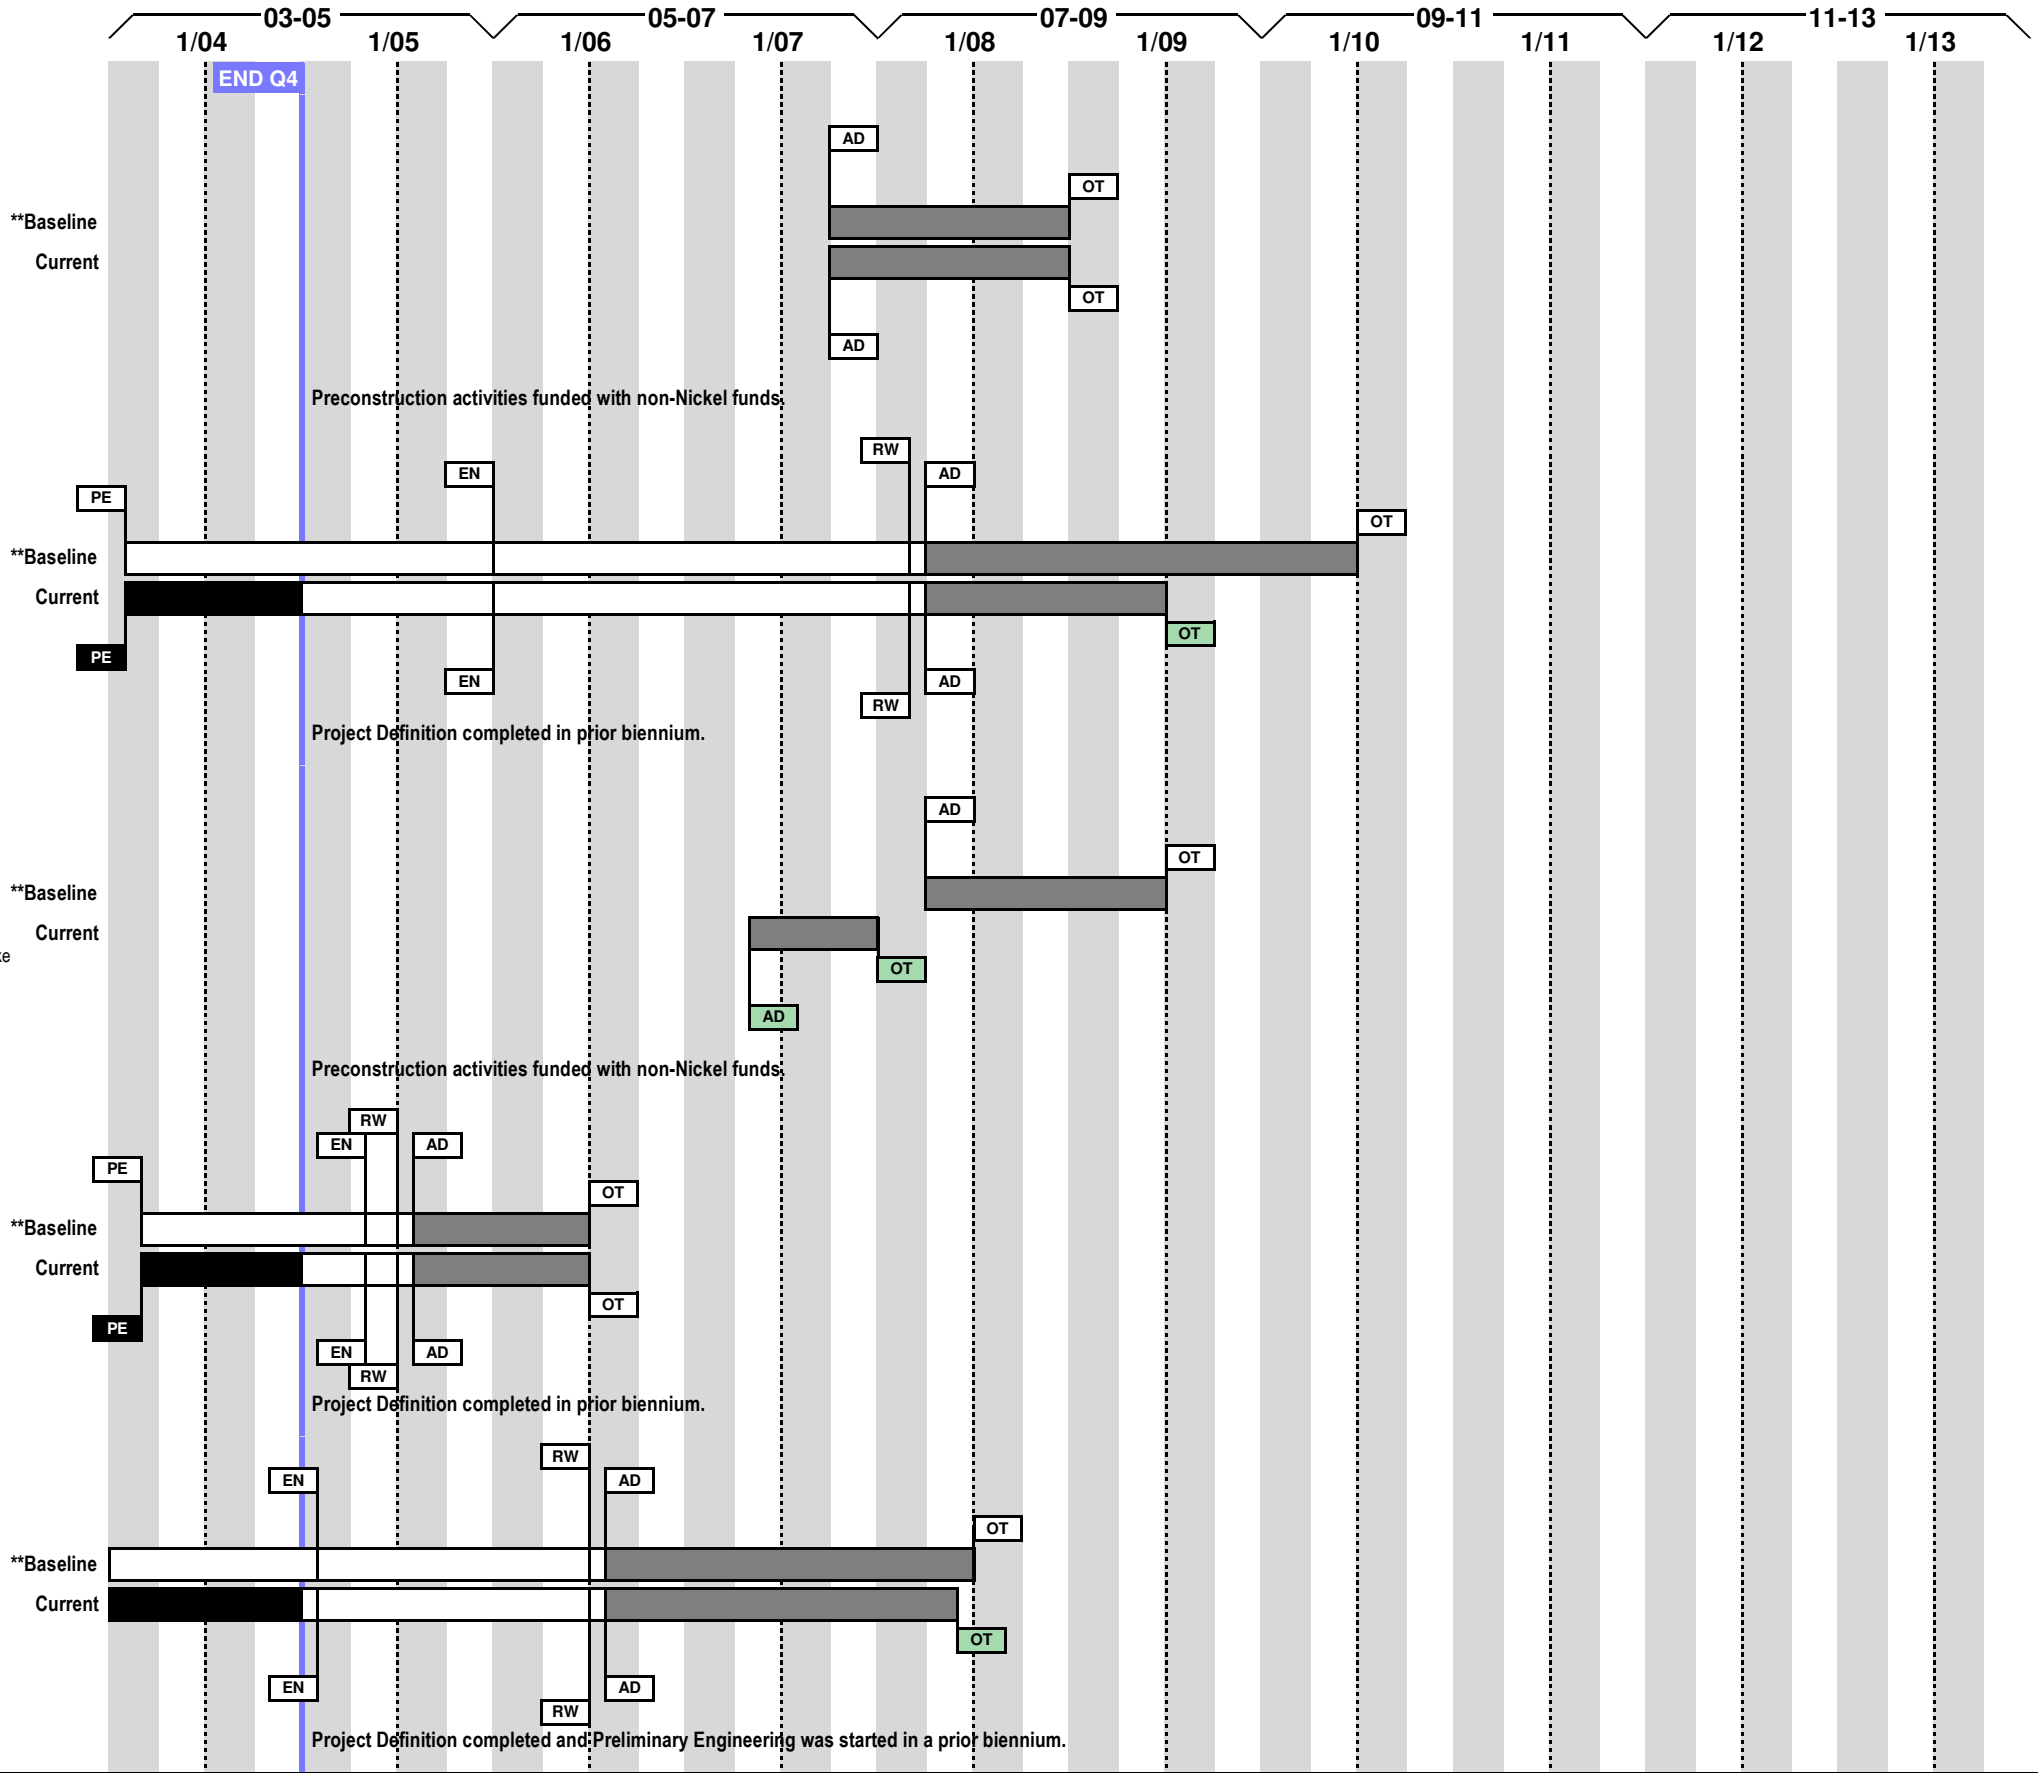 03-05 05-07 07-09 09-11 11-13
1/04 1/05 1/06 1/07 1/08 1/09 1/10 1/11 1/12 1/13
END Q4
AD
OT
**Baseline
Current
OT
AD
Preconstruction activities funded with non-Nickel funds.
RW
EN AD
PE
OT
**Baseline
Current
OT
PE
EN AD
RW
Project Definition completed in prior biennium.
AD
OT
**Baseline
Current
ke
OT
AD
Preconstruction activities funded with non-Nickel funds.
RW
EN AD
PE
OT
**Baseline
Current
OT
PE
EN AD
RW
Project Definition completed in prior biennium.
RW
EN AD
OT
**Baseline
Current
OT
EN AD
RW
Project Definition completed and Preliminary Engineering was started in a prior biennium.